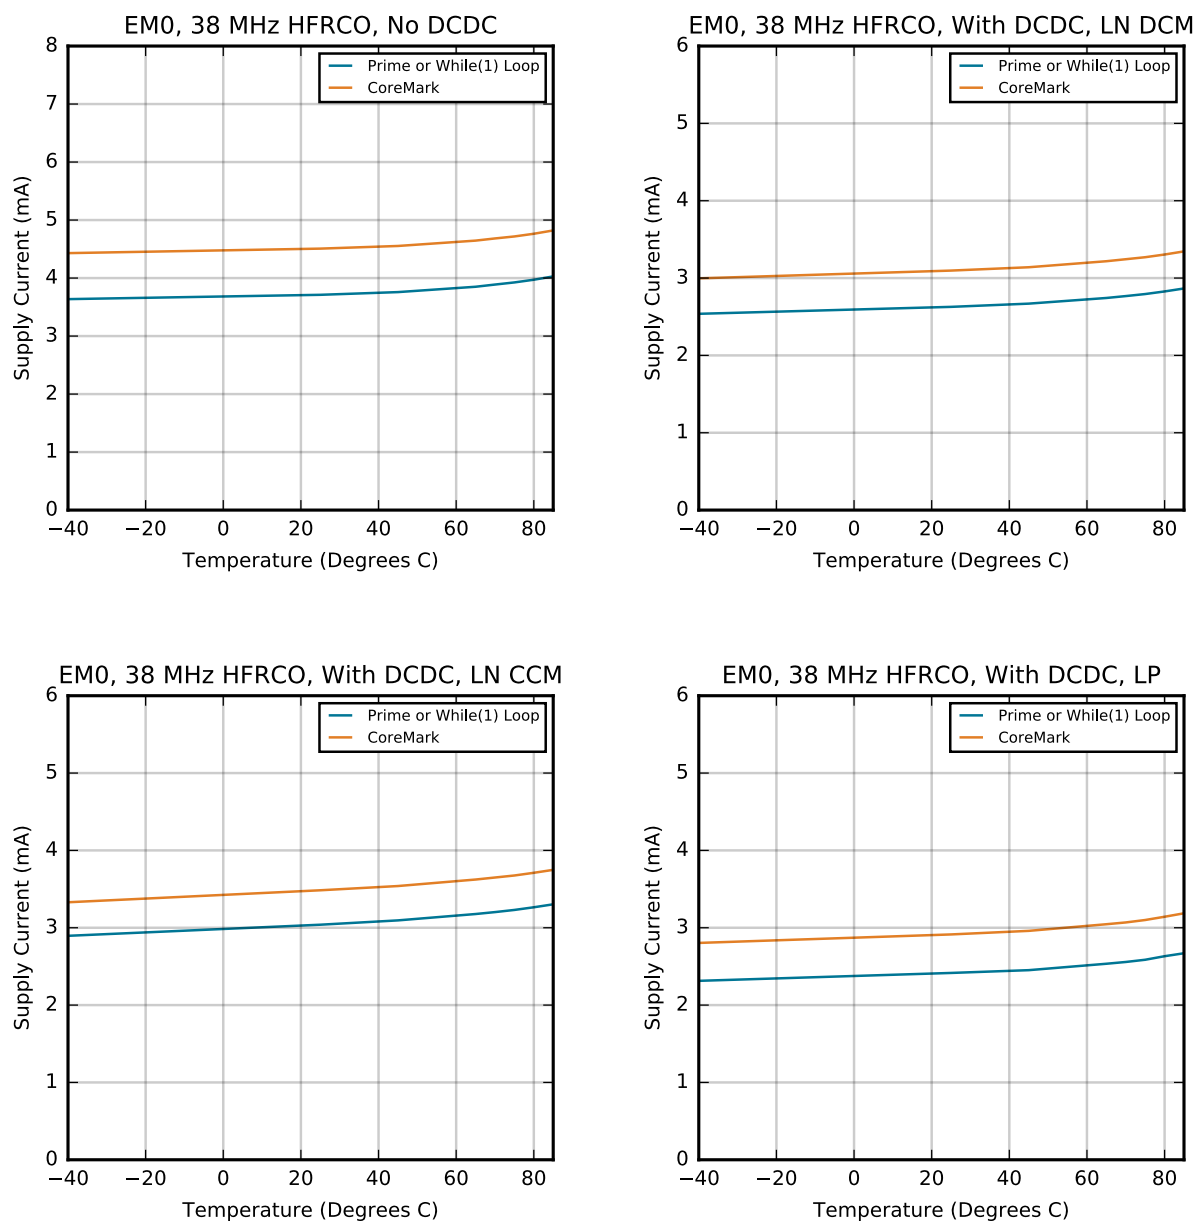 EM0, 38 MHz HFRCO, No DCDC
8
7
6
5
4
3
2
1
0
Supply Current (mA)
Prime or While(1) Loop
CoreMark
−40 −20 0 20 40 60 80
Temperature (Degrees C)
EM0, 38 MHz HFRCO, With DCDC, LN DCM
6
5
4
3
2
1
0
Supply Current (mA)
Prime or While(1) Loop
CoreMark
−40 −20 0 20 40 60 80
Temperature (Degrees C)
EM0, 38 MHz HFRCO, With DCDC, LN CCM
6
5
4
3
2
1
0
Supply Current (mA)
Prime or While(1) Loop
CoreMark
−40 −20 0 20 40 60 80
Temperature (Degrees C)
EM0, 38 MHz HFRCO, With DCDC, LP
6
5
4
3
2
1
0
Supply Current (mA)
Prime or While(1) Loop
CoreMark
−40 −20 0 20 40 60 80
Temperature (Degrees C)